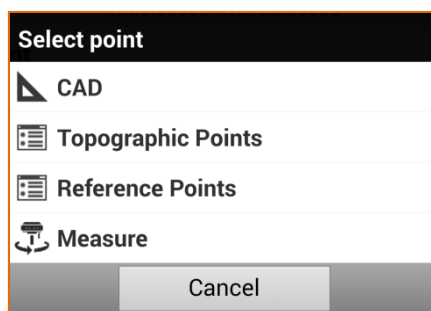 Select point
CAD
Topographic Points
Reference Points
Measure
Cancel